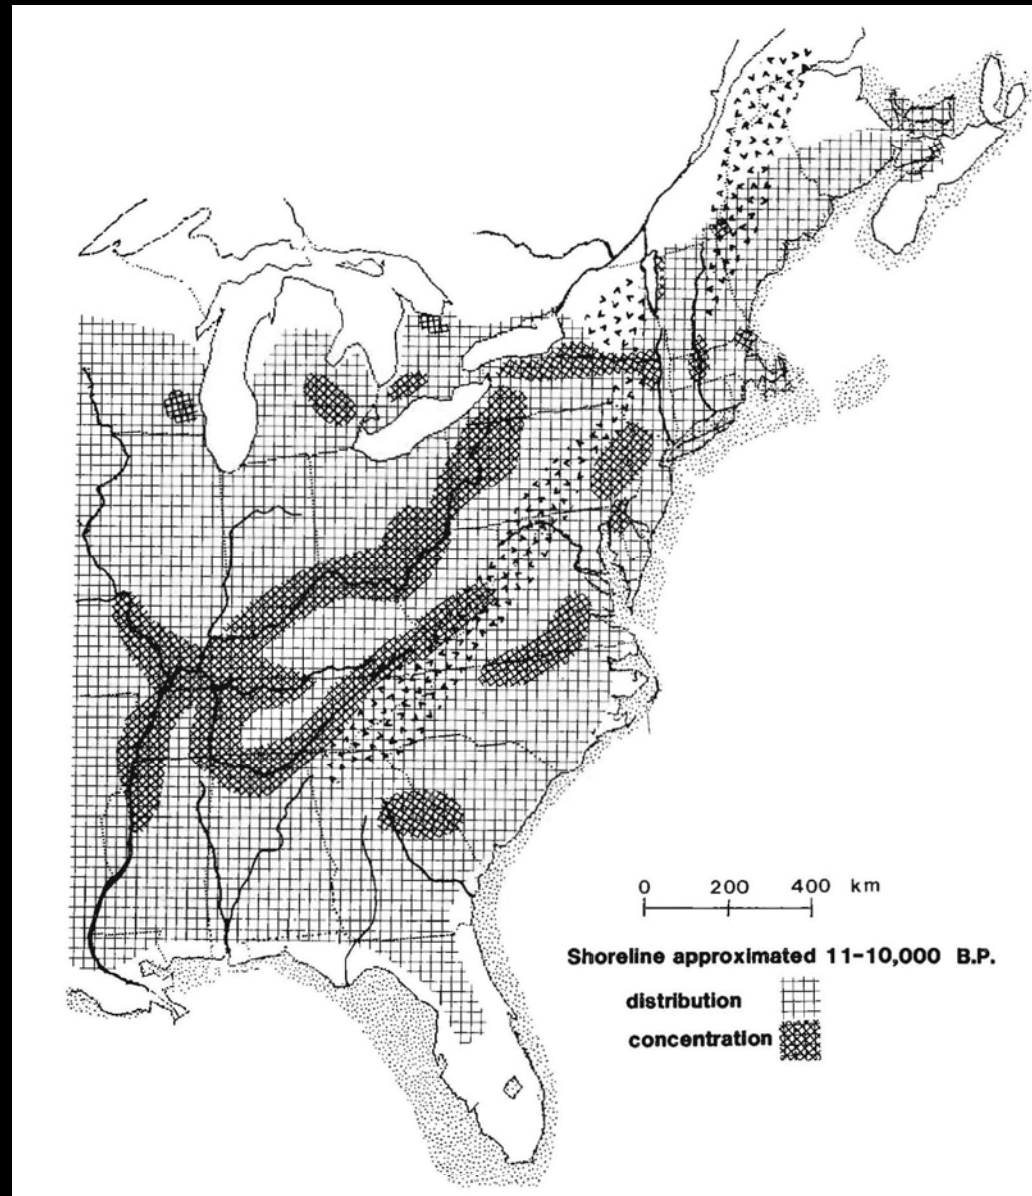 0 200 400 km
Shoreline approximated 11-10,000 B.P.
distribution
concentration